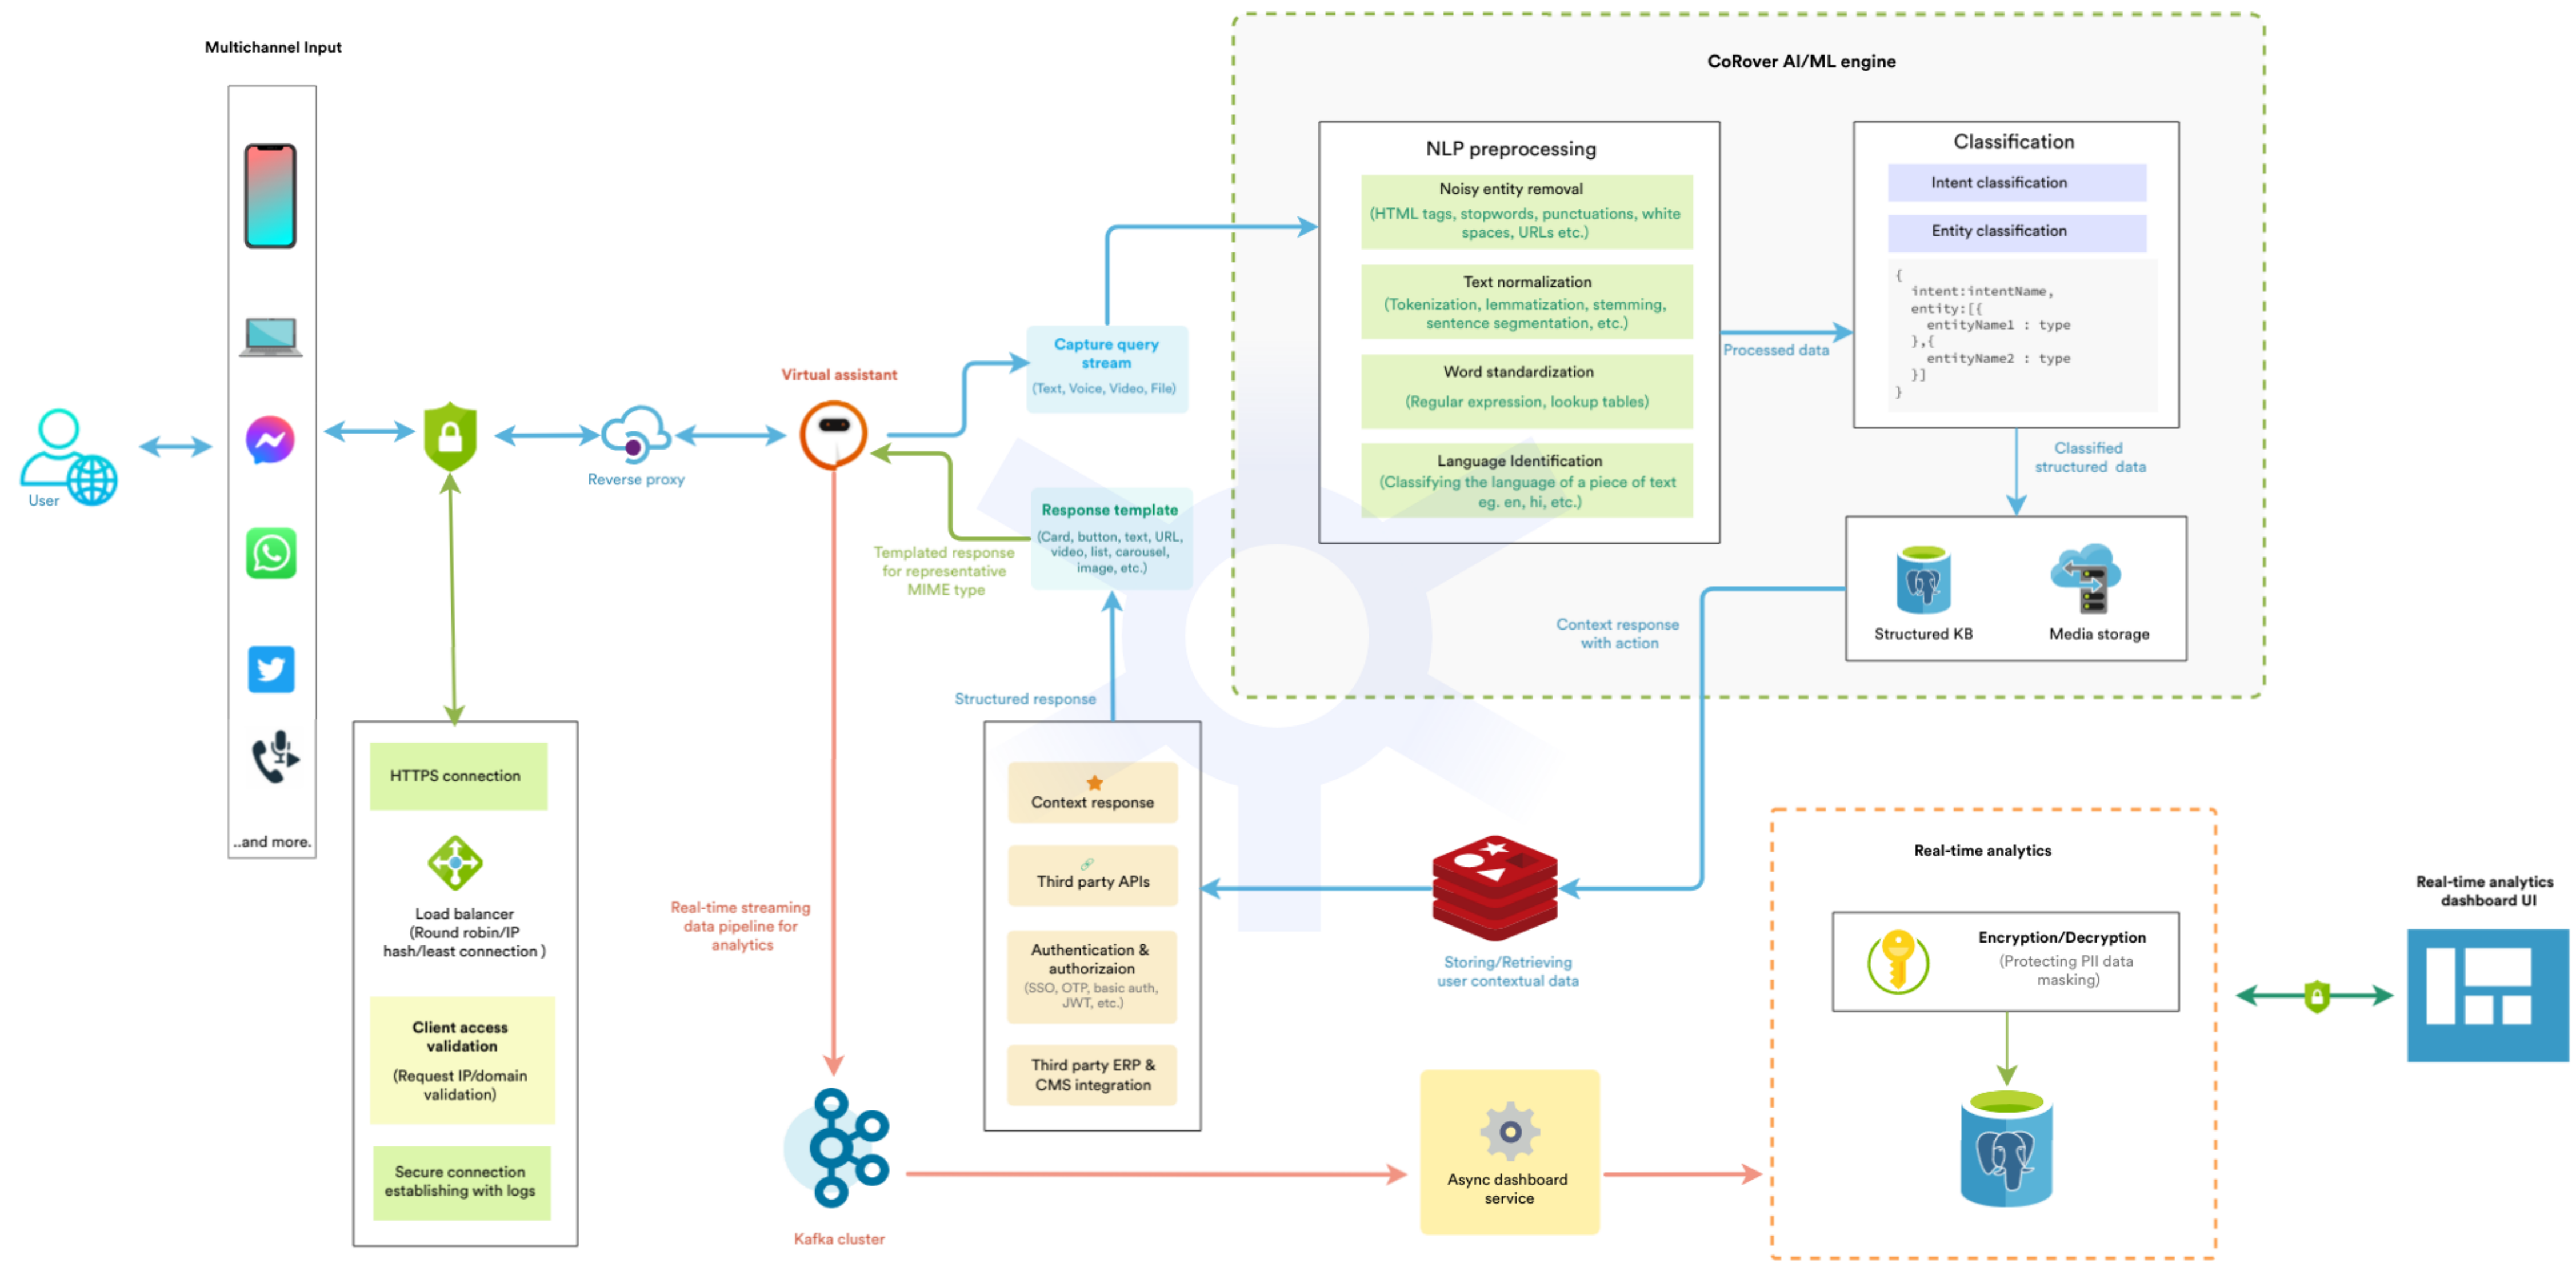 Multichannel Input
..and more.
User
HTTPS connection
Load balancer
(Round robin/IP
hash/least connection )
Client access
validation
(Request IP/domain
validation)
Secure connection
establishing with logs
Reverse proxy
Virtual assistant
Capture query
stream
(Text, Voice, Video, File)
Response template
(Card, button, text, URL,
video, list, carousel,
image, etc.)
Templated response
for representative
MIME type
Structured response
Context response
Third party APIs
Authentication &
authorizaion
(SSO, OTP, basic auth,
JWT, etc.)
Third party ERP &
CMS integration
Real-time streaming
data pipeline for
analytics
Kafka cluster
CoRover AI/ML engine
NLP preprocessing
Noisy entity removal
(HTML tags, stopwords, punctuations, white
spaces, URLs etc.)
Text normalization
(Tokenization, lemmatization, stemming,
sentence segmentation, etc.)
Word standardization
(Regular expression, lookup tables)
Language Identification
(Classifying the language of a piece of text
eg. en, hi, etc.)
Processed data
Classification
Intent classification
Entity classification
{
intent:intentName,
entity:[{
entityName1 : type
},{
entityName2 : type
}]
}
Classified
structured data
Structured KB
Media storage
Context response
with action
Storing/Retrieving
user contextual data
Async dashboard
service
Real-time analytics
Encryption/Decryption
(Protecting PII data
masking)
Real-time analytics
dashboard UI